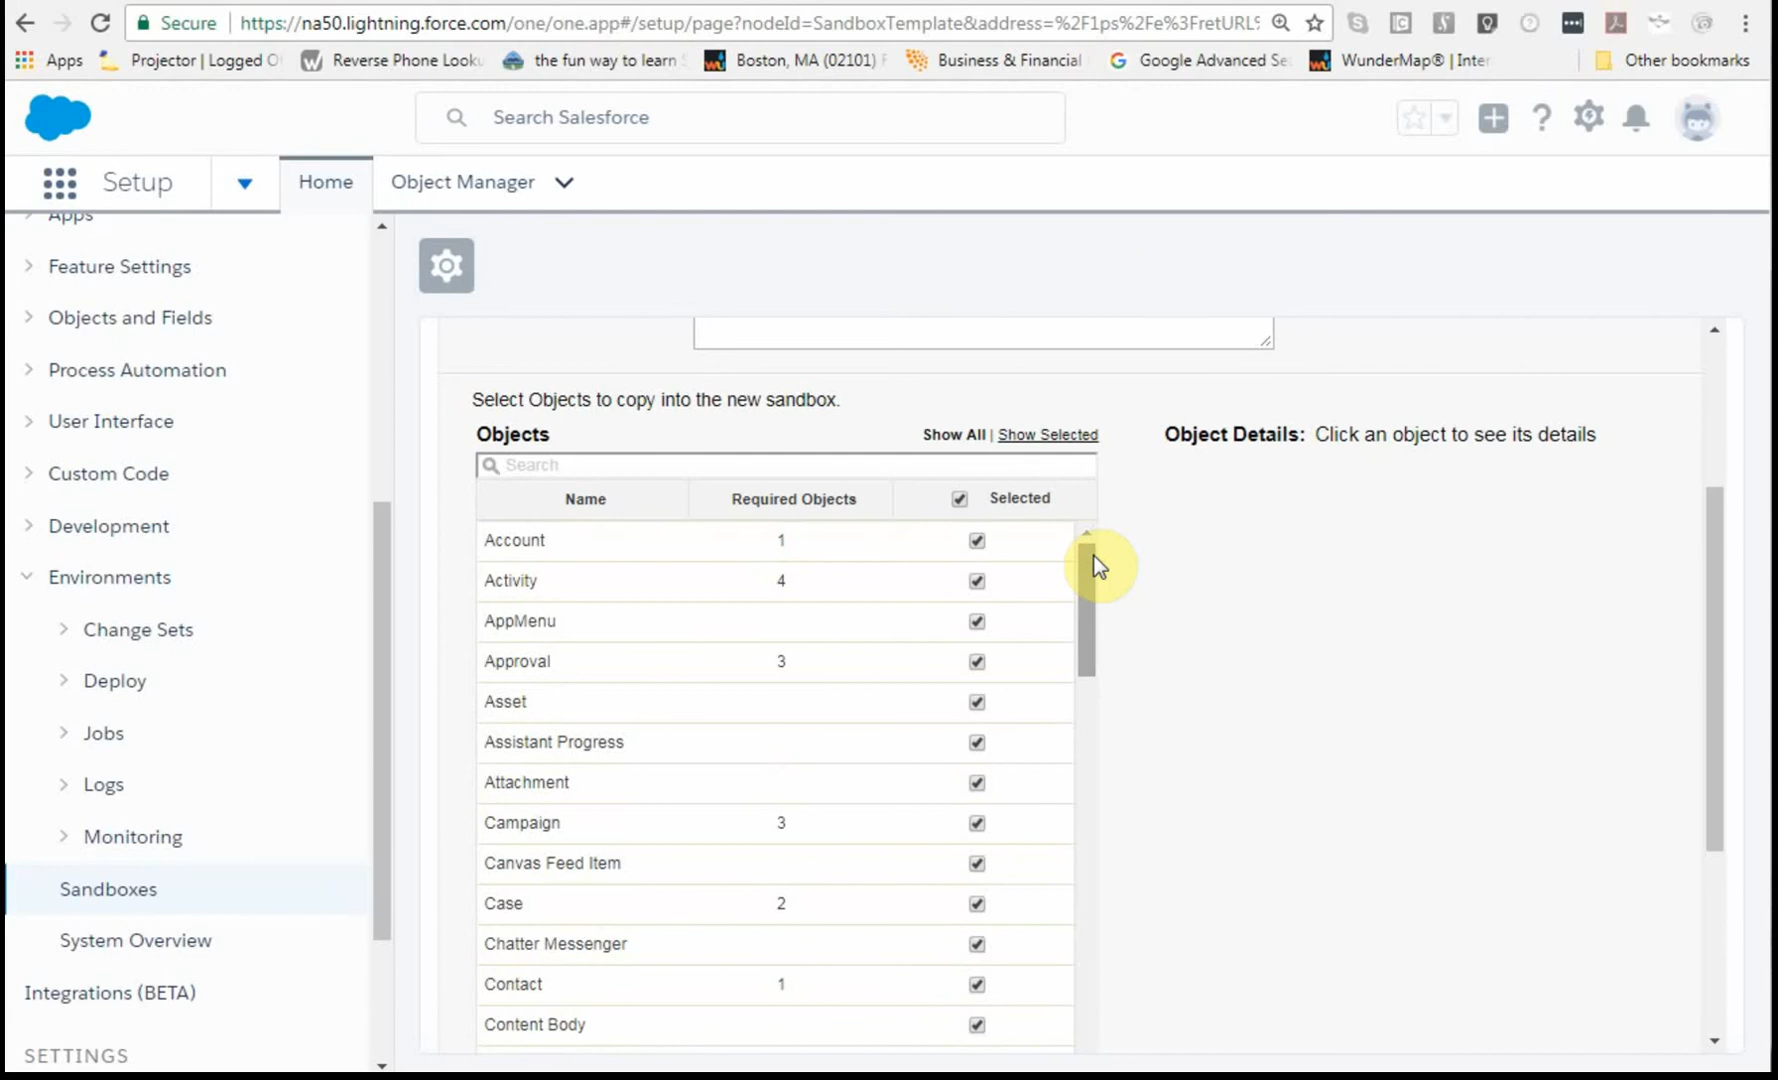 Secure https://na50.lightning.force.com/one/one.app#/setup/page?nodeId=SandboxTemplate&address=%2F1ps%2Fe%3FretURL%
Apps Projector | Logged O Reverse Phone Looku the fun way to learn Boston, MA (02101) F Business & Financial Google Advanced Se WunderMap® | Inter Other bookmarks
Search Salesforce
Setup Home Object Manager
Apps
Feature Settings
Objects and Fields
Process Automation
User Interface
Custom Code
Development
Environments
Change Sets
Deploy
Jobs
Logs
Monitoring
Sandboxes
System Overview
Integrations (BETA)
SETTINGS
Select Objects to copy into the new sandbox.
Objects Show All | Show Selected
Search
Name Required Objects Selected
Account 1
Activity 4
AppMenu
Approval 3
Asset
Assistant Progress
Attachment
Campaign 3
Canvas Feed Item
Case 2
Chatter Messenger
Contact 1
Content Body
Object Details: Click an object to see its details